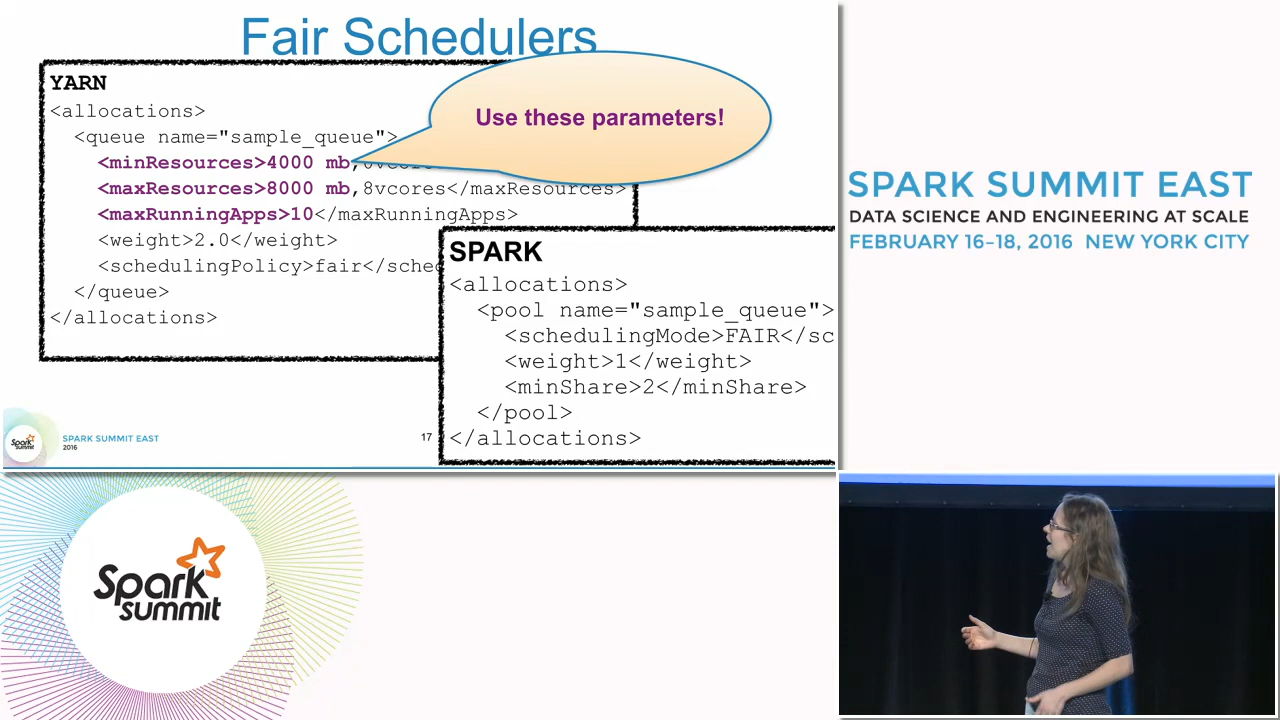 Fair Schedulers
YARN
<allocations>
<queue name="sample_queue">
<minResources>4000 mb,0vcores
<maxResources>8000 mb,8vcores</maxResources>
<maxRunningApps>10</maxRunningApps>
<weight>2.0</weight>
<schedulingPolicy>fair</sched
</queue>
</allocations>
Use these parameters!
SPARK
<allocations>
<pool name="sample_queue">
<schedulingMode>FAIR</sc
<weight>1</weight>
<minShare>2</minShare>
</pool>
</allocations>
Spark Summit
SPARK SUMMIT EAST
2016
17
SPARK SUMMIT EAST
DATA SCIENCE AND ENGINEERING AT SCALE
FEBRUARY 16-18, 2016 NEW YORK CITY
Spark
Summit